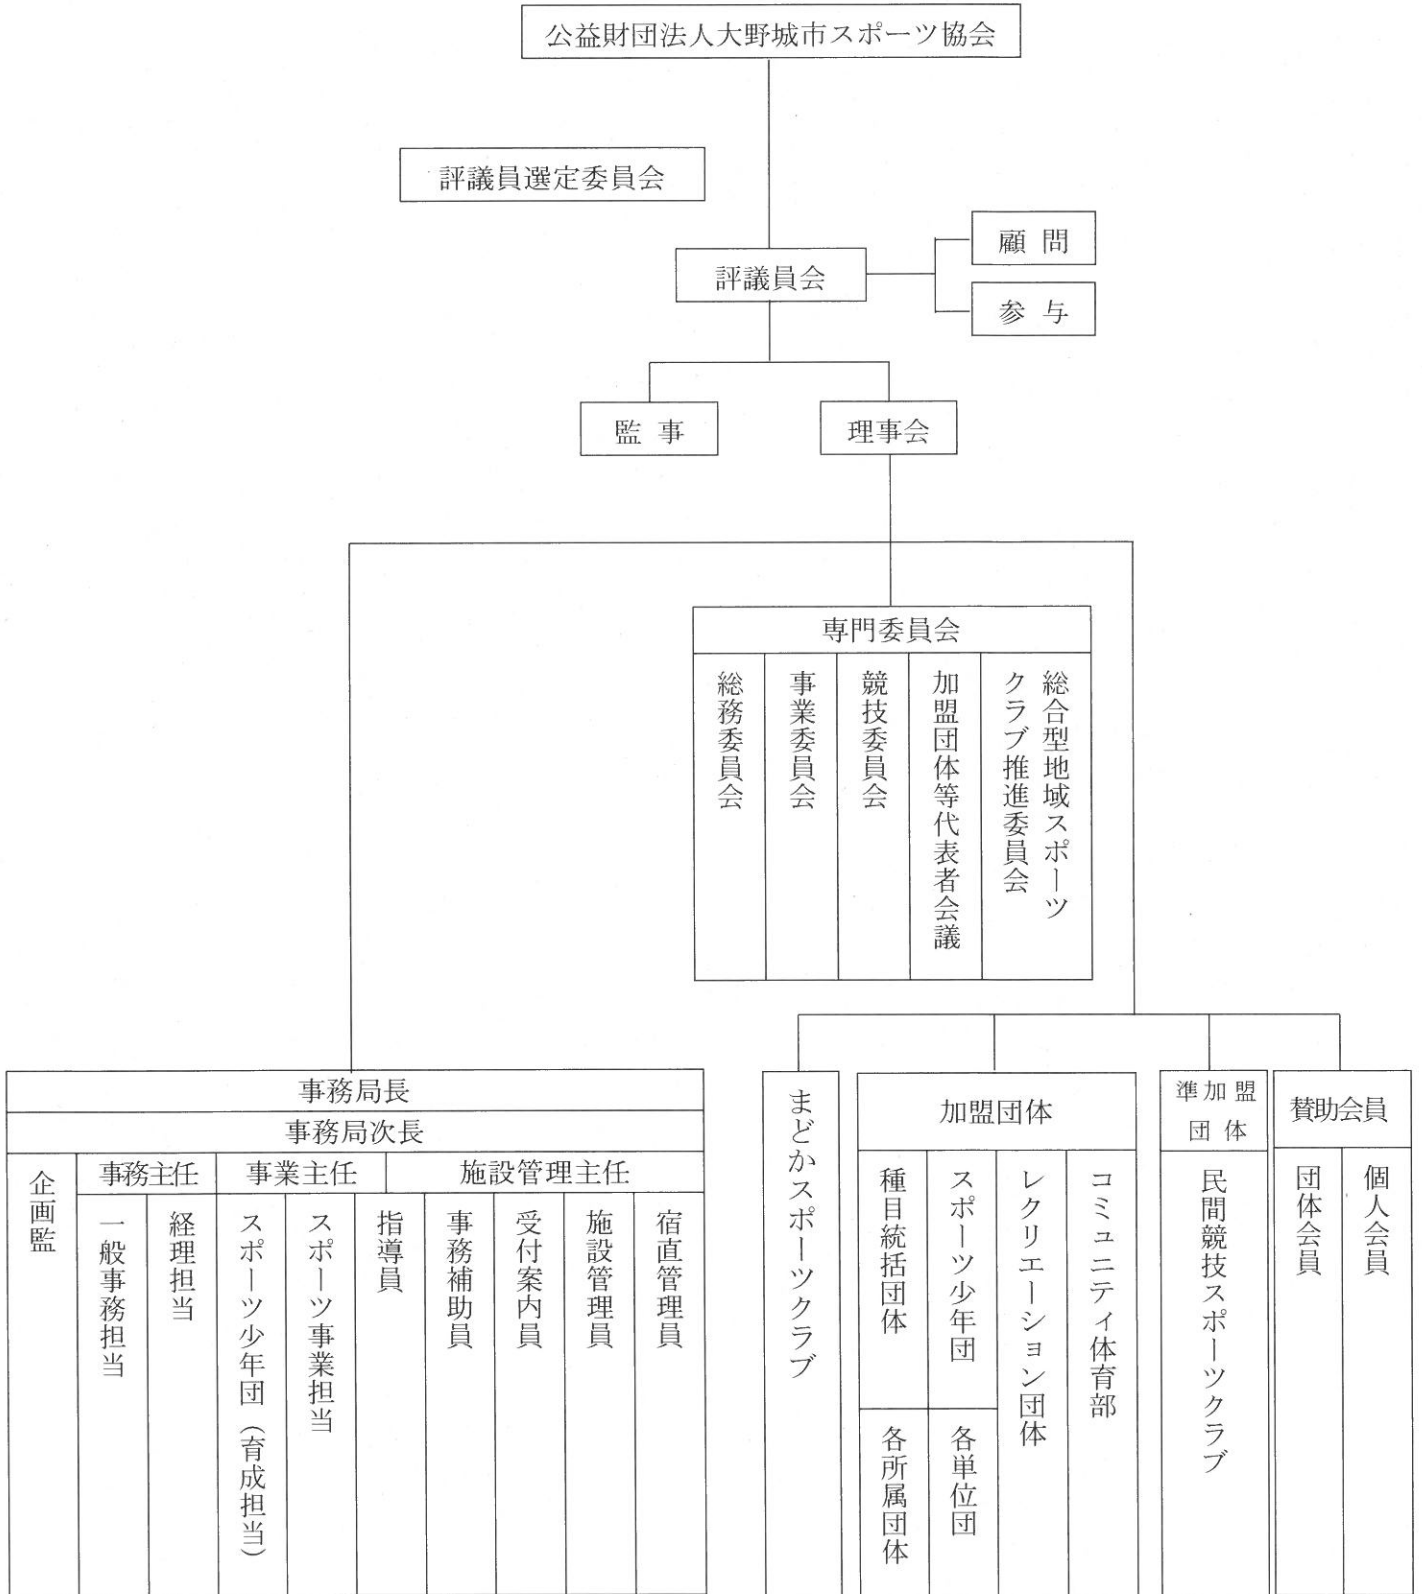 公益財団法人大野城市スポーツ協会
評議員選定委員会
評議員会
顧問
参与
監事
理事会
専門委員会
総務委員会
事業委員会
競技委員会
加盟団体等代表者会議
総合型地域スポーツ
クラブ推進委員会
事務局長
事務局次長
企画監
事務主任
一般事務担当
経理担当
事業主任
スポーツ少年団（育成担当）
スポーツ事業担当
施設管理主任
指導員
事務補助員
受付案内員
施設管理員
宿直管理員
まどかスポーツクラブ
加盟団体
種目統括団体
各所属団体
スポーツ少年団
各単位団
レクリエーション団体
コミュニティ体育部
準加盟
団体
民間競技スポーツクラブ
賛助会員
団体会員
個人会員